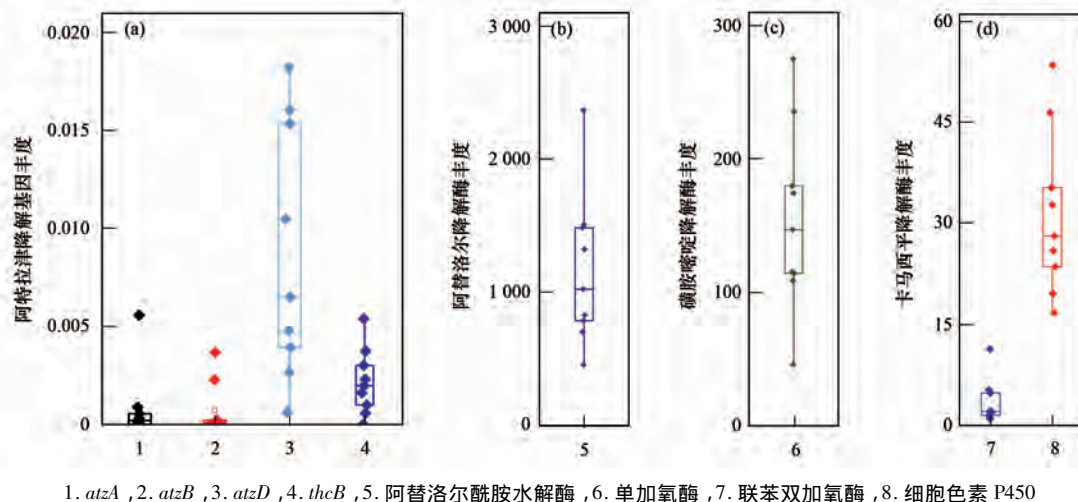 (a)
0.020
0.015
0.010
0.005
0
阿特拉津降解基因丰度
1 2 3 4
(b)
3 000
2 000
1 000
0
阿替洛尔降解酶丰度
5
(c)
300
200
100
0
磺胺嘧啶降解酶丰度
6
(d)
60
45
30
15
0
卡马西平降解酶丰度
7 8
1. atzA ,2. atzB ,3. atzD ,4. thcB ,5. 阿替洛尔酰胺水解酶 ,6. 单加氧酶 ,7. 联苯双加氧酶 ,8. 细胞色素 P450